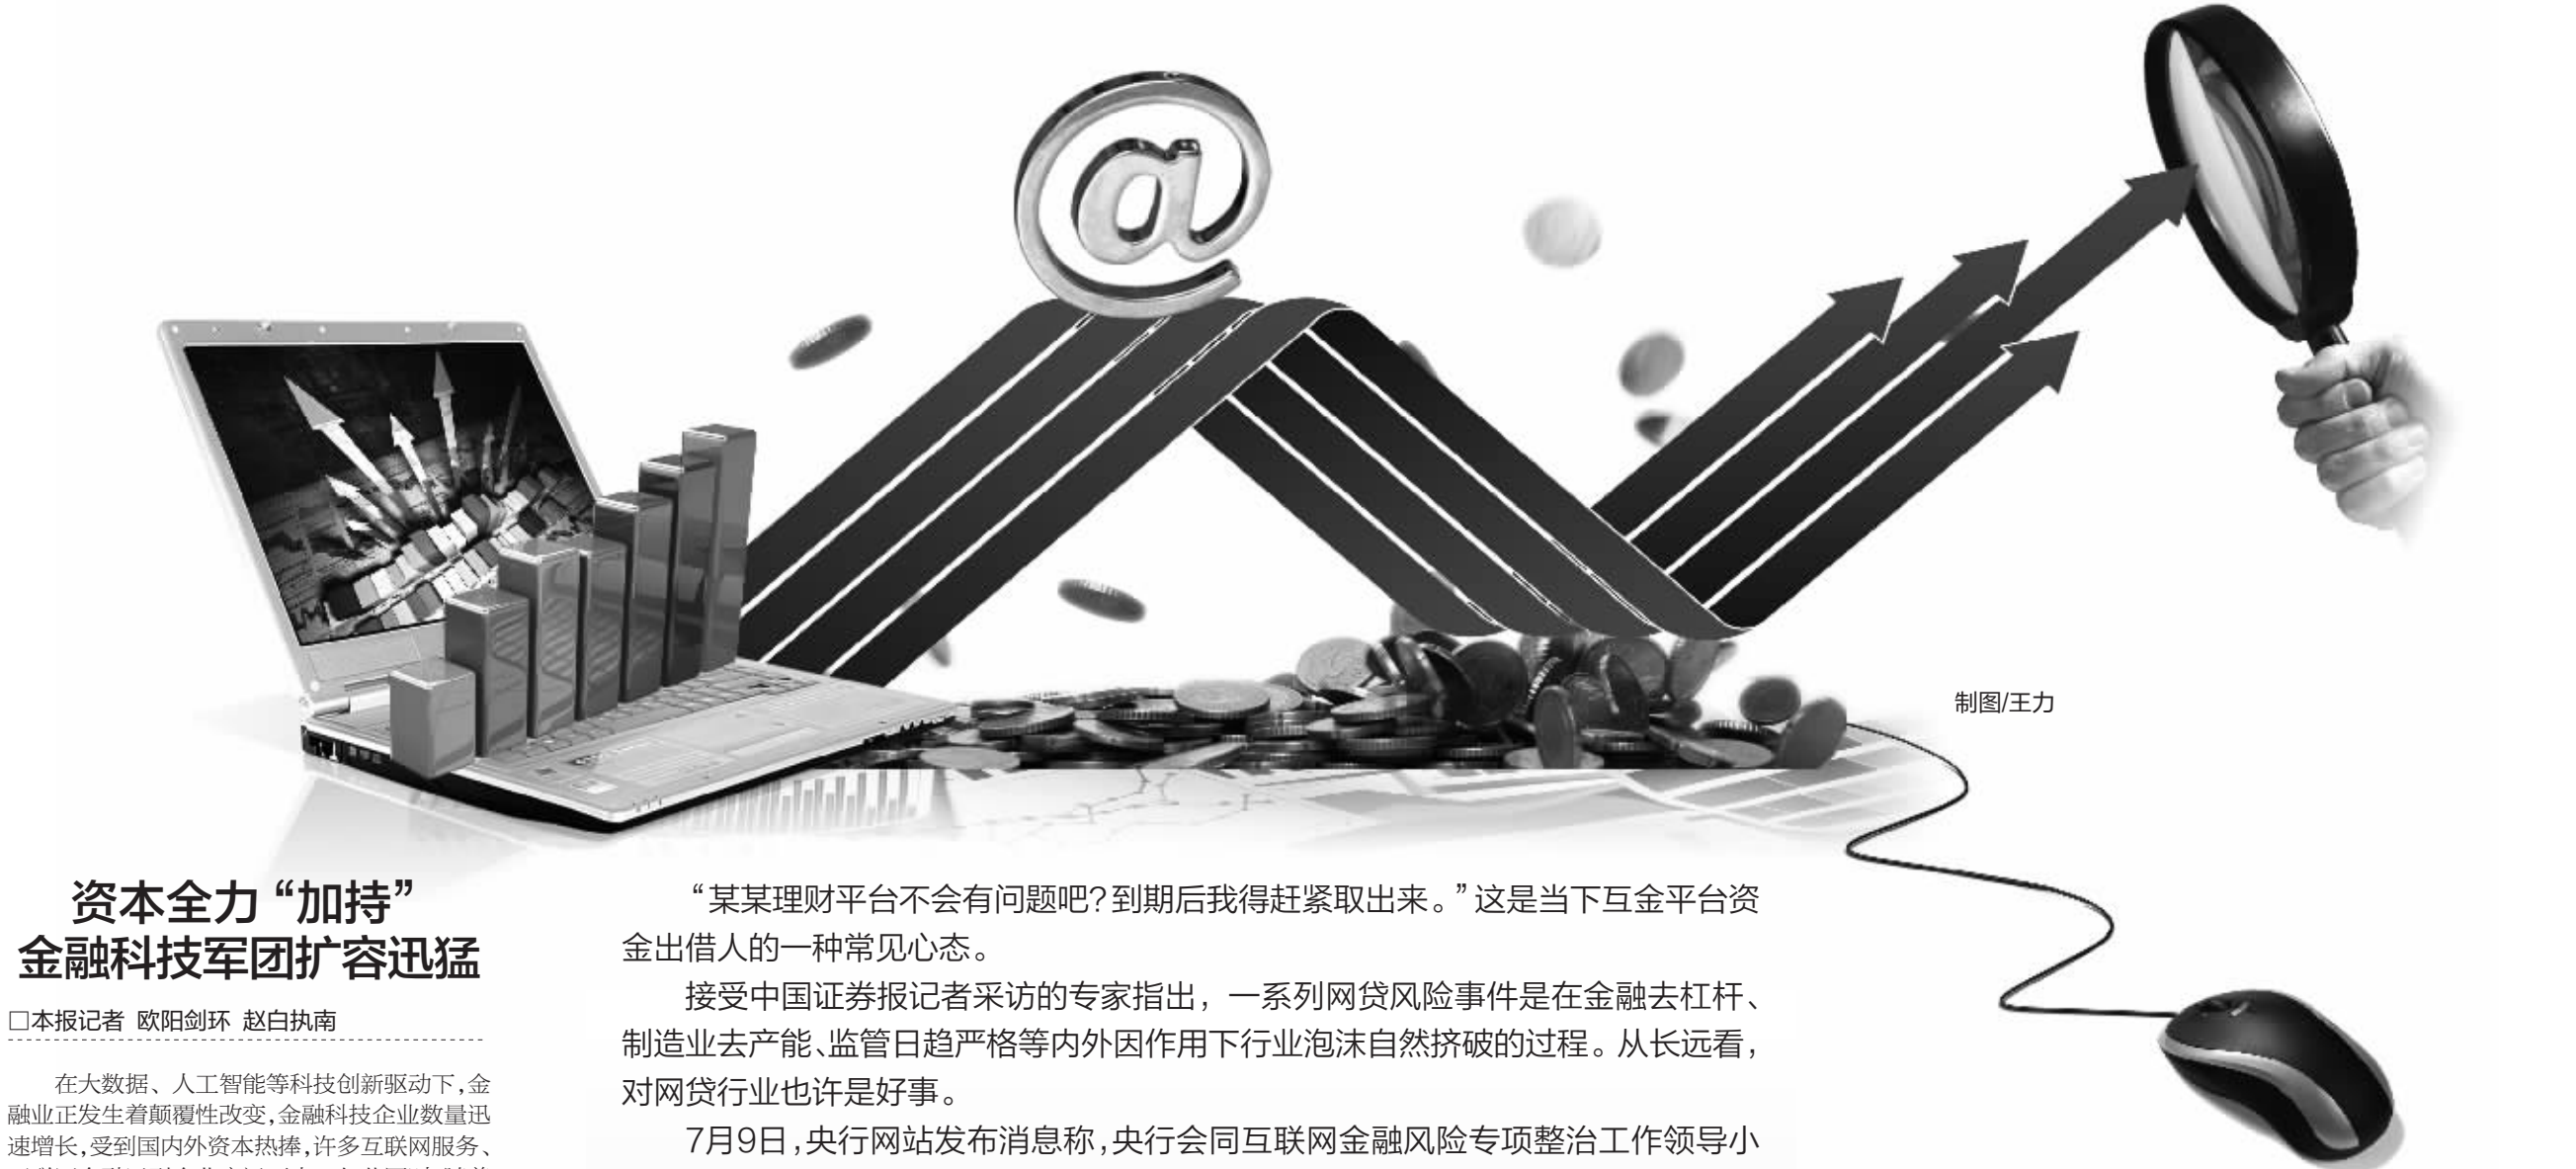 制图/王力
资本全力“加持”
金融科技军团扩容迅猛
□本报记者 欧阳剑环 赵白执南
在大数据、人工智能等科技创新驱动下,金
融业正发生着颠覆性改变,金融科技企业数量迅
速增长,受到国内外资本热捧,许多互联网服务、
“某某理财平台不会有问题吧?到期后我得赶紧取出来。”这是当下互金平台资
金出借人的一种常见心态。
接受中国证券报记者采访的专家指出，一系列网贷风险事件是在金融去杠杆、
制造业去产能、监管日趋严格等内外因作用下行业泡沫自然挤破的过程。从长远看，
对网贷行业也许是好事。
7月9日,央行网站发布消息称,央行会同互联网金融风险专项整治工作领导小